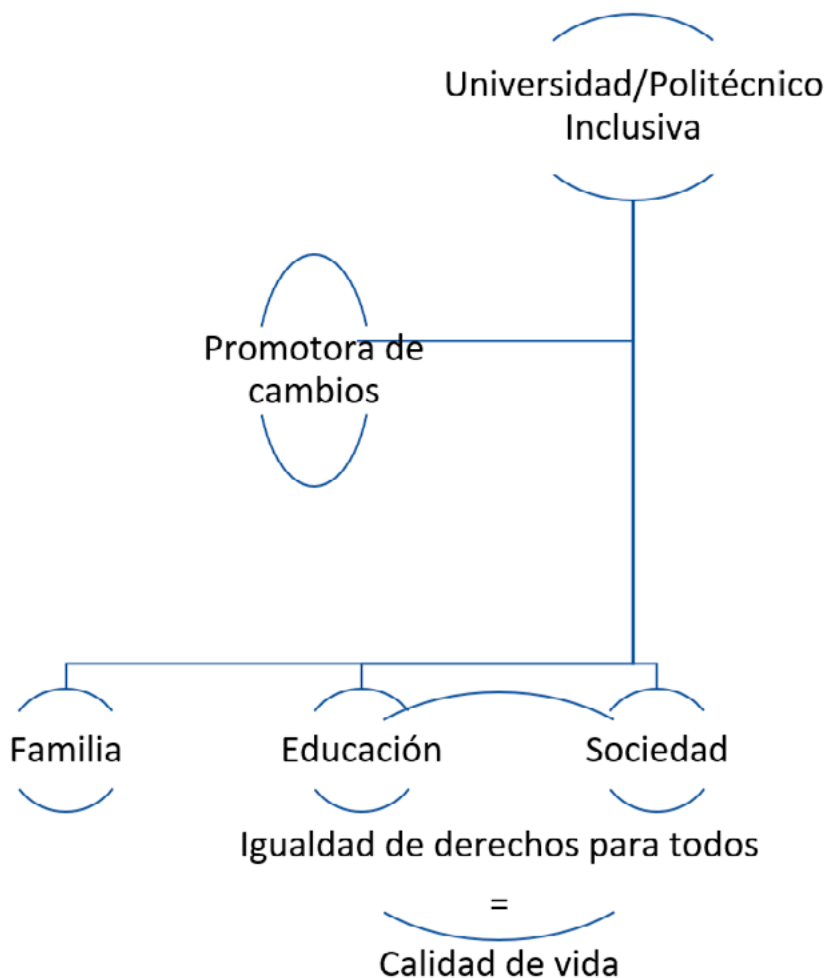 Universidad/Politécnico
Inclusiva
Promotora de
cambios
Familia
Educación
Sociedad
Igualdad de derechos para todos
=
Calidad de vida